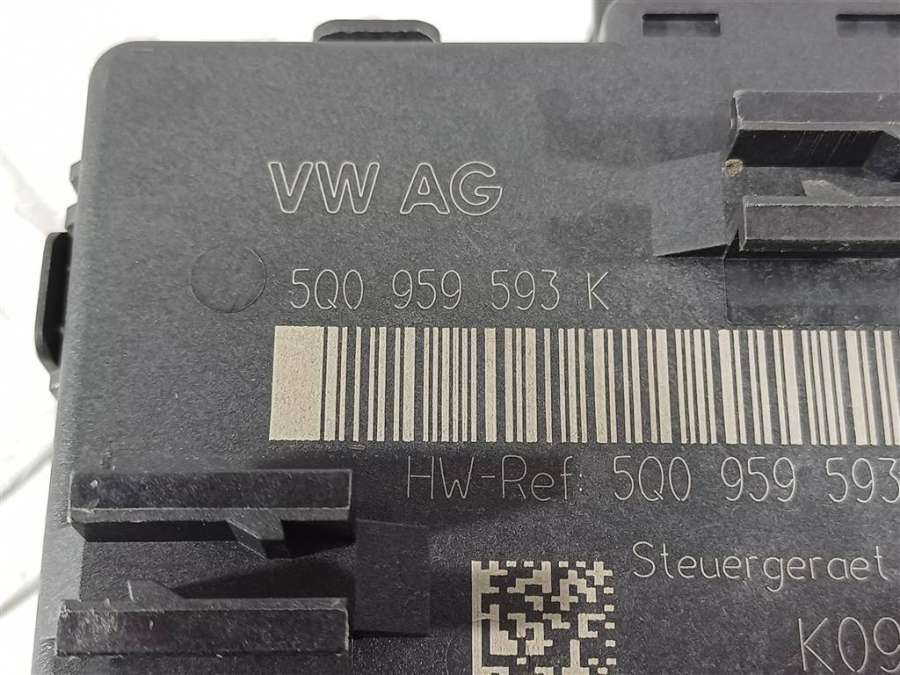 VW AG
5Q0 959 593 K
HW-Ref: 5Q0 959 593
Steuergeraet
K09